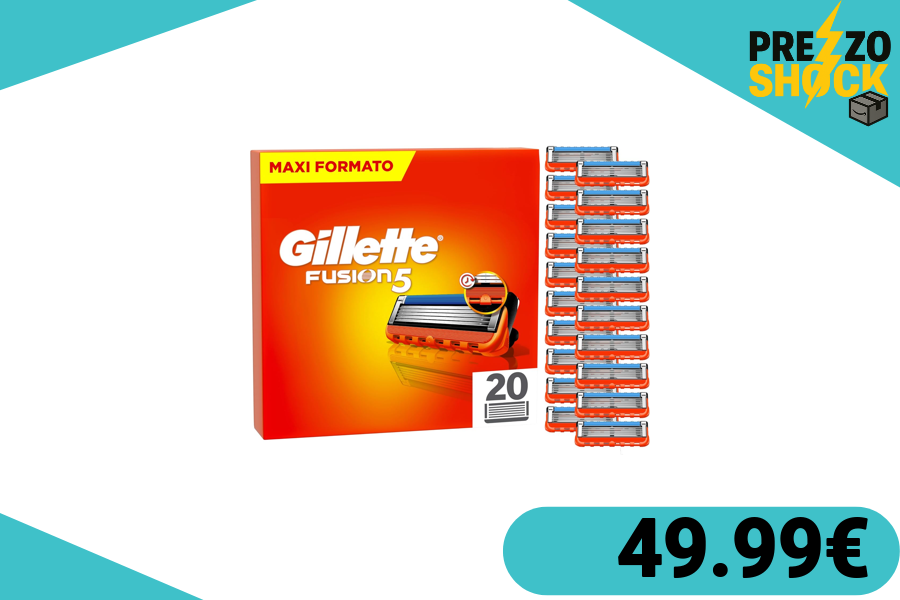 PREZZO
SHOCK
MAXI FORMATO
Gillette®
FUSION5
20
49.99€